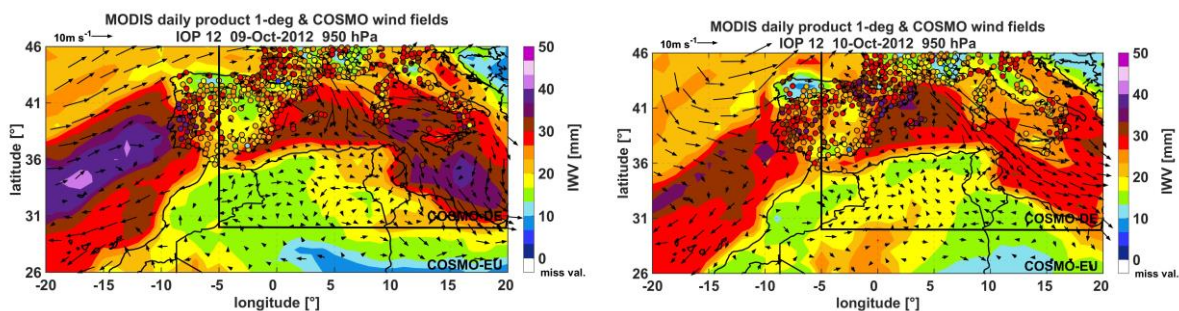 MODIS daily product 1-deg & COSMO wind fields
10m s⁻¹
IOP 12 09-Oct-2012 950 hPa
46
41
36
31
26
latitude [°]
-20 -15 -10 -5 0 5 10 15 20
longitude [°]
COSMO-DE
COSMO-EU
50
40
30
20
10
0
miss val.
IWV [mm]
MODIS daily product 1-deg & COSMO wind fields
10m s⁻¹
IOP 12 10-Oct-2012 950 hPa
46
41
36
31
26
latitude [°]
-20 -15 -10 -5 0 5 10 15 20
longitude [°]
COSMO-DE
COSMO-EU
50
40
30
20
10
0
miss val.
IWV [mm]